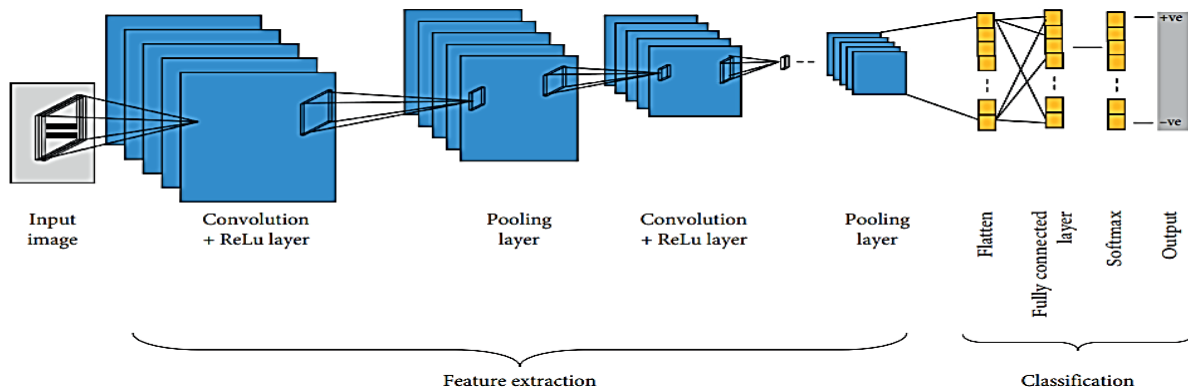 Input
image
Convolution
+ ReLu layer
Pooling
layer
Convolution
+ ReLu layer
Pooling
layer
Flatten
Fully connected
layer
Softmax
Output
+ve
−ve
Feature extraction
Classification